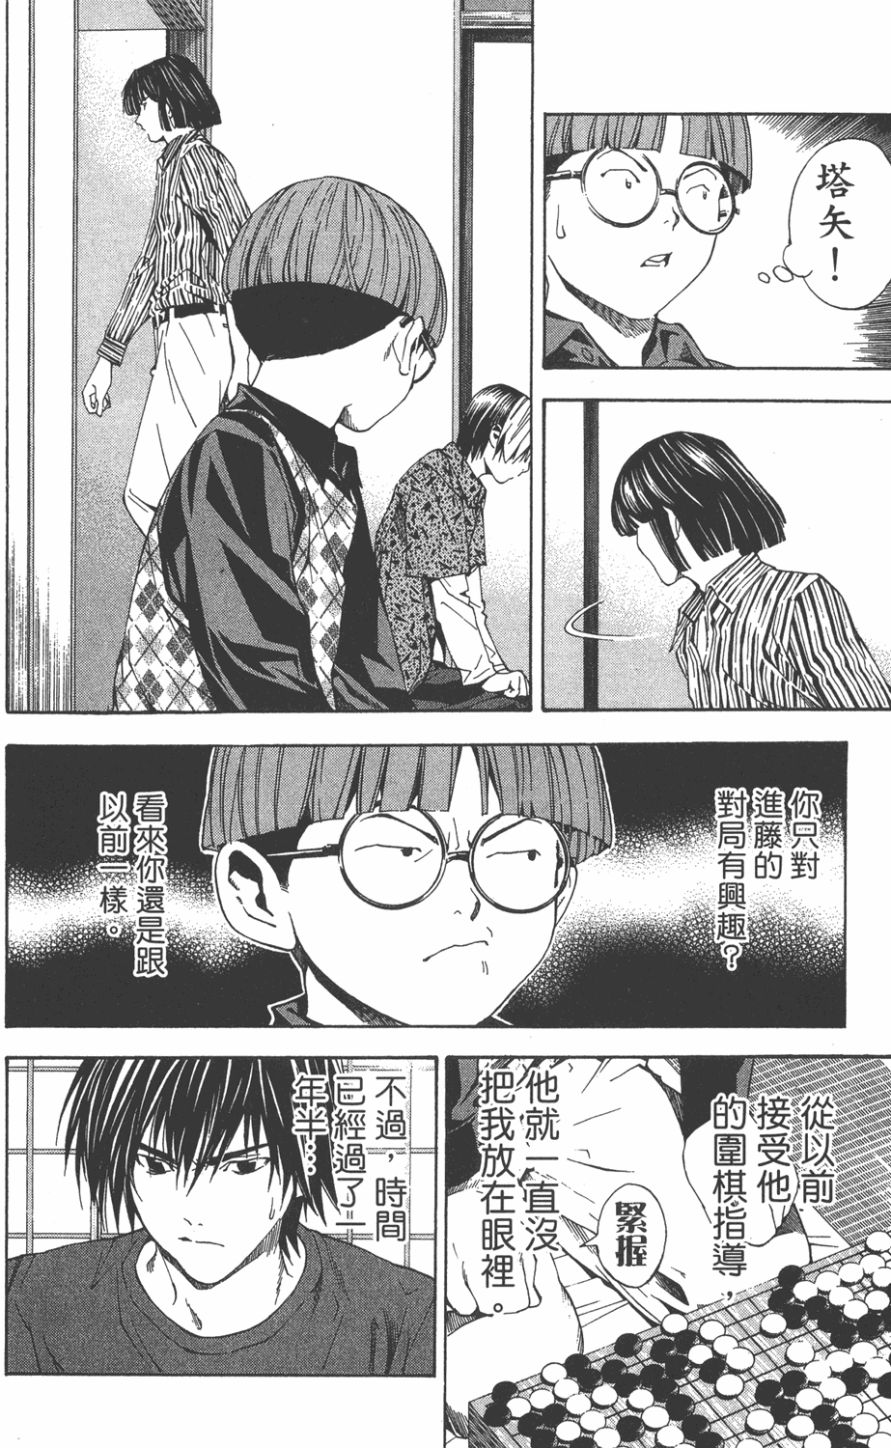 塔矢！
你只對
進藤的
對局有興趣？
看來你還是跟
以前一樣。
從以前
接受他
的圍棋指導，
他就一直沒
把我放在眼裡。
緊握
不過，時間
已經過了一
年半…